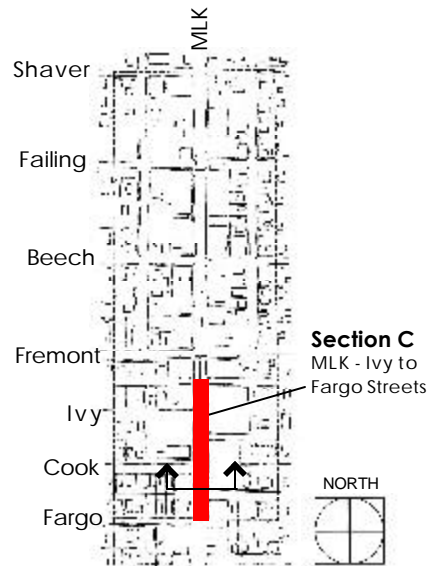 MLK
Shaver
Failing
Beech
Fremont
Section C
MLK - Ivy to
Fargo Streets
Ivy
Cook
NORTH
Fargo